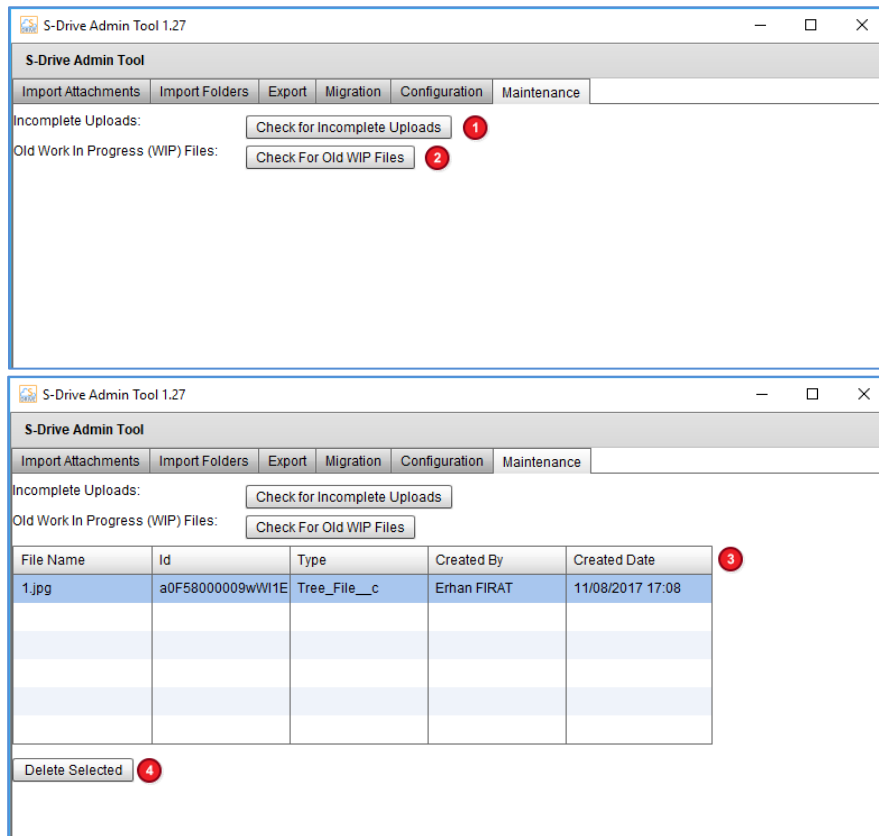 S-Drive Admin Tool 1.27
S-Drive Admin Tool
Import Attachments Import Folders Export Migration Configuration Maintenance
Incomplete Uploads: Check for Incomplete Uploads 1
Old Work In Progress (WIP) Files: Check For Old WIP Files 2
S-Drive Admin Tool 1.27
S-Drive Admin Tool
Import Attachments Import Folders Export Migration Configuration Maintenance
Incomplete Uploads: Check for Incomplete Uploads
Old Work In Progress (WIP) Files: Check For Old WIP Files
File Name Id Type Created By Created Date 3
1.jpg a0F58000009wWI1E Tree_File__c Erhan FIRAT 11/08/2017 17:08
Delete Selected 4